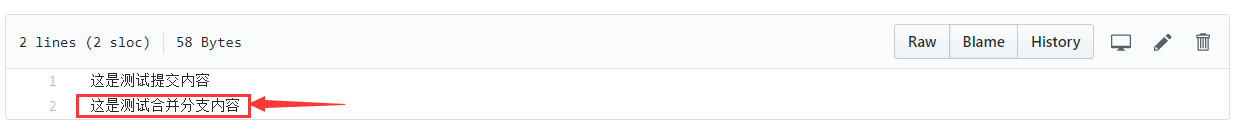 2 lines (2 sloc) 58 Bytes Raw Blame History
1 这是测试提交内容
2 这是测试合并分支内容